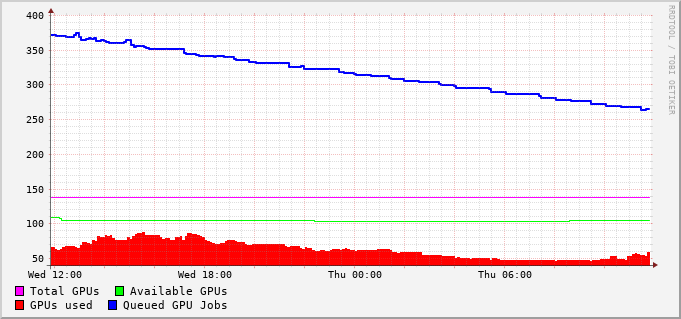 400
350
300
250
200
150
100
50
Wed 12:00 Wed 18:00 Thu 00:00 Thu 06:00
Total GPUs Available GPUs
GPUs used Queued GPU Jobs
RRDTOOL / TOBI OETIKER